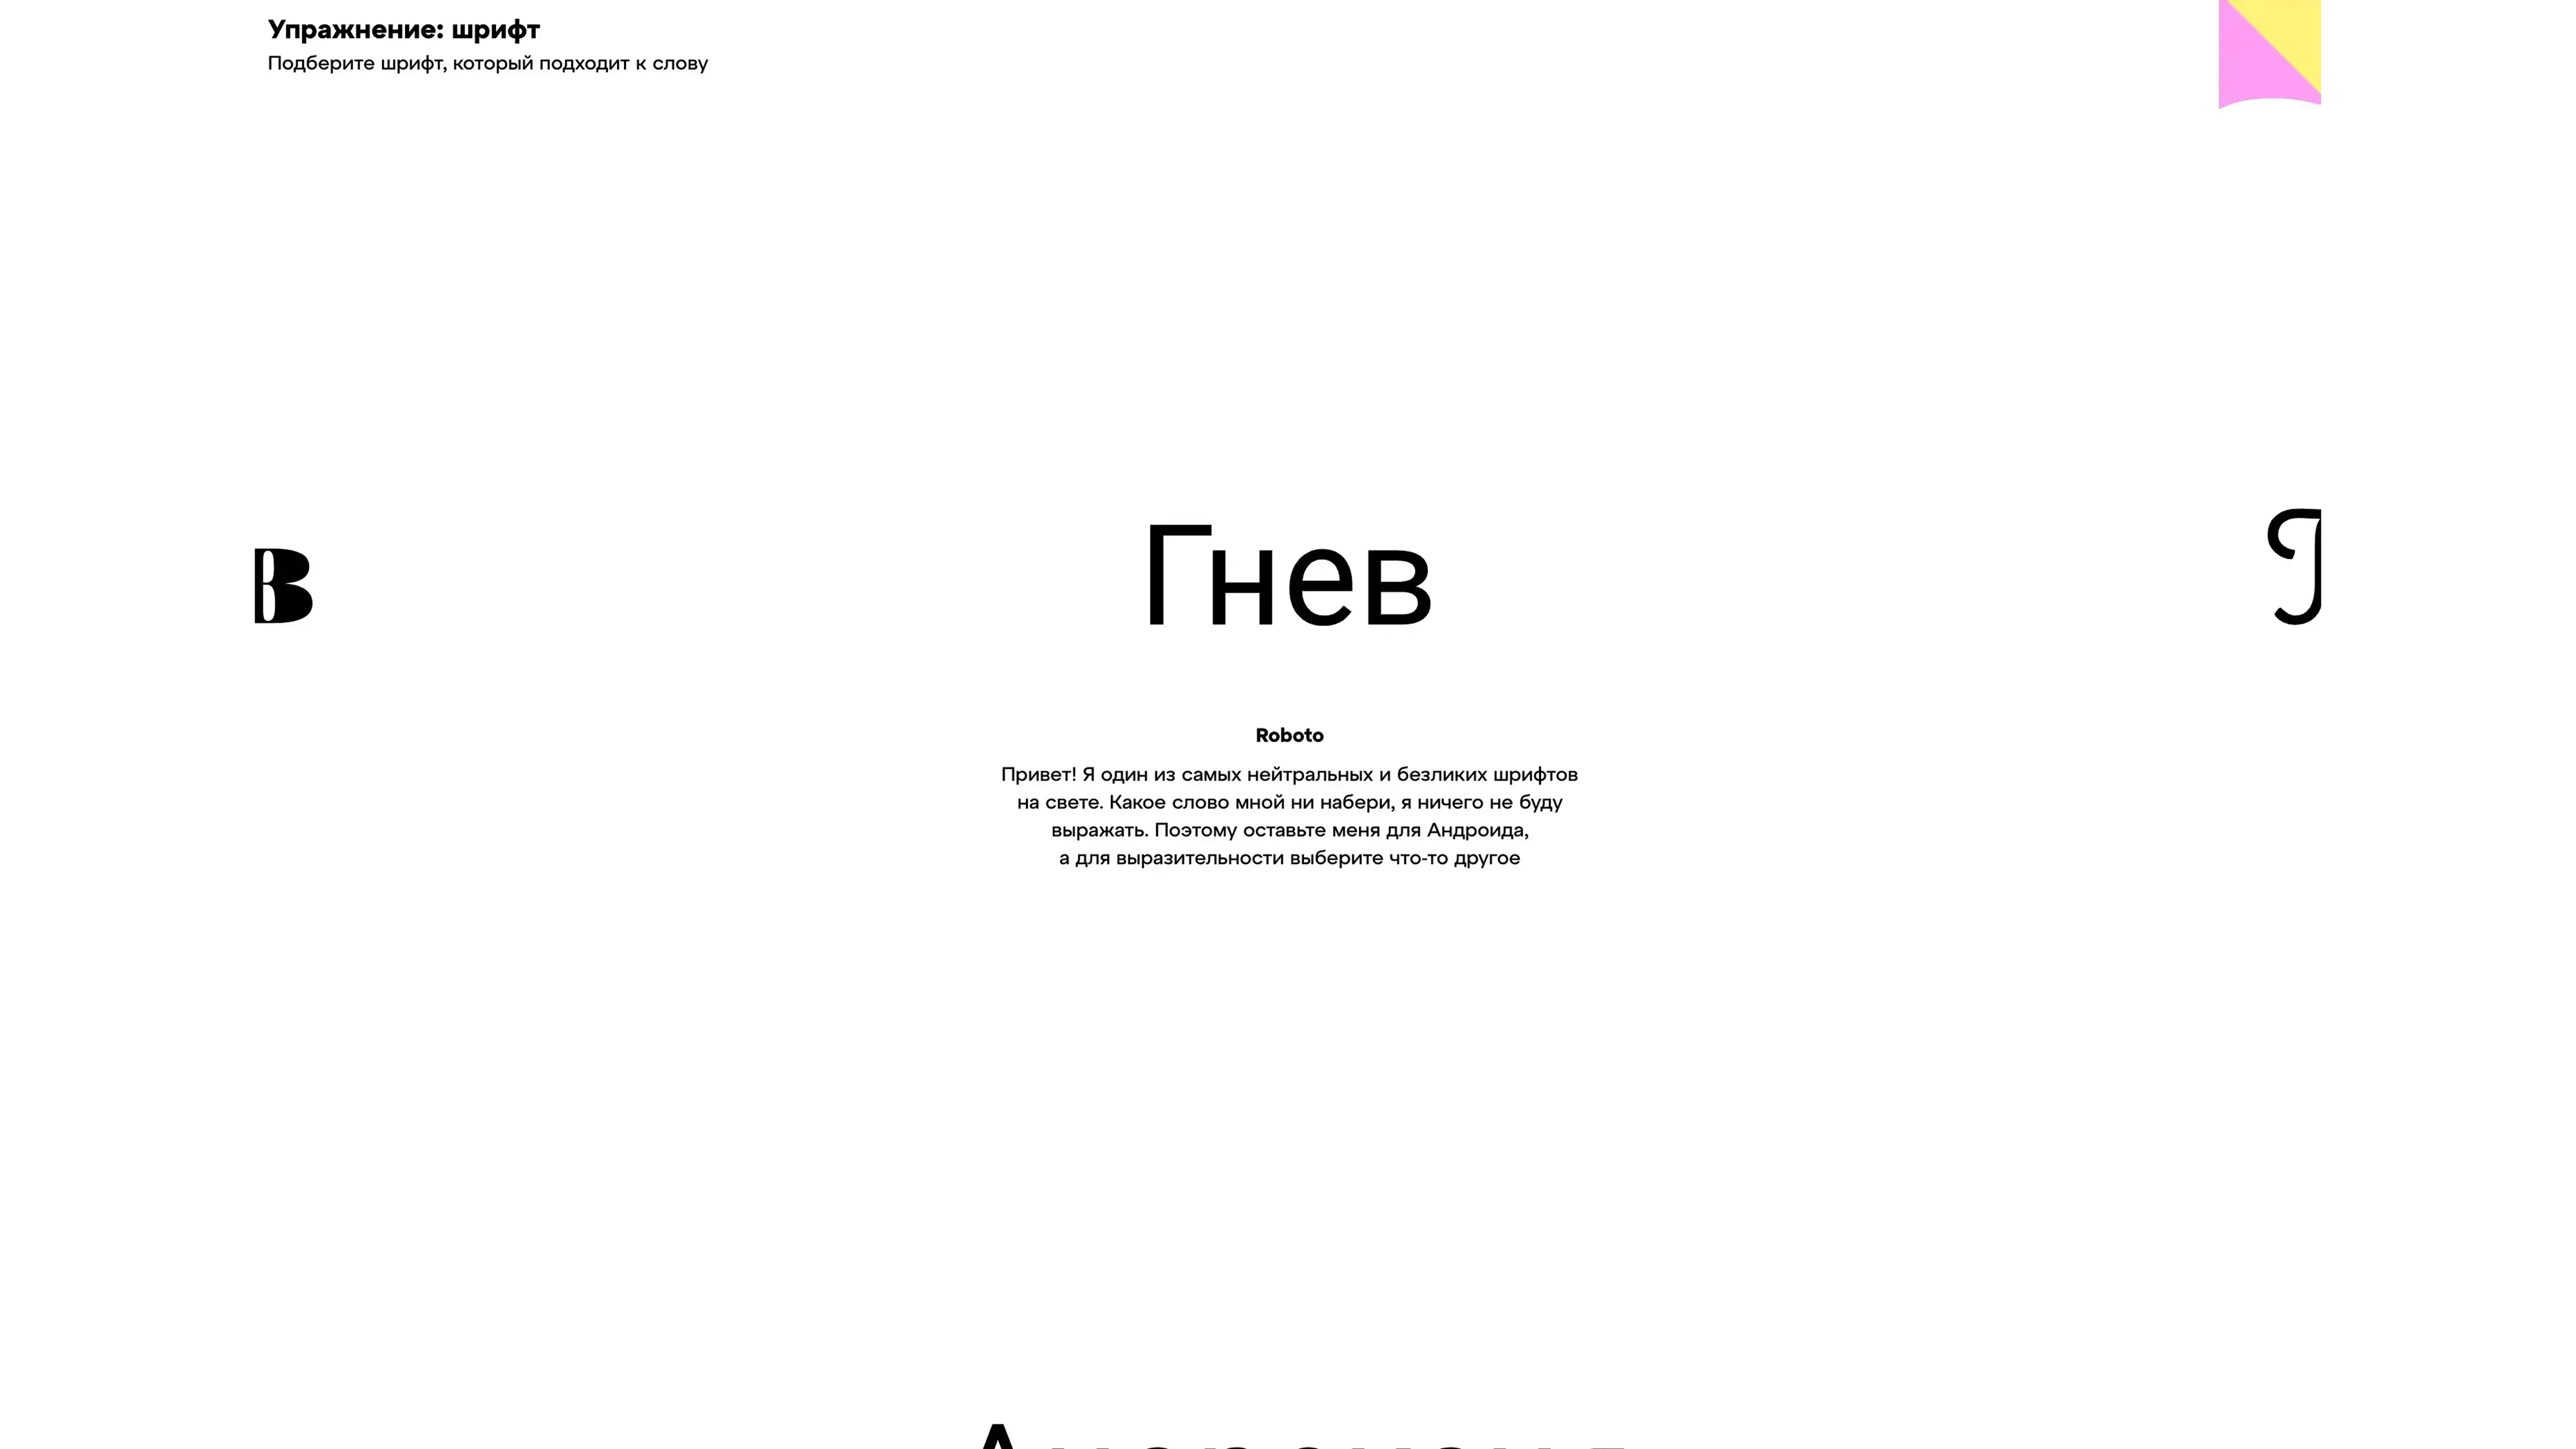 Упражнение: шрифт
Подберите шрифт, который подходит к слову
в
Гнев
Roboto
Привет! Я один из самых нейтральных и безликих шрифтов
на свете. Какое слово мной ни набери, я ничего не буду
выражать. Поэтому оставьте меня для Андроида,
а для выразительности выберите что-то другое